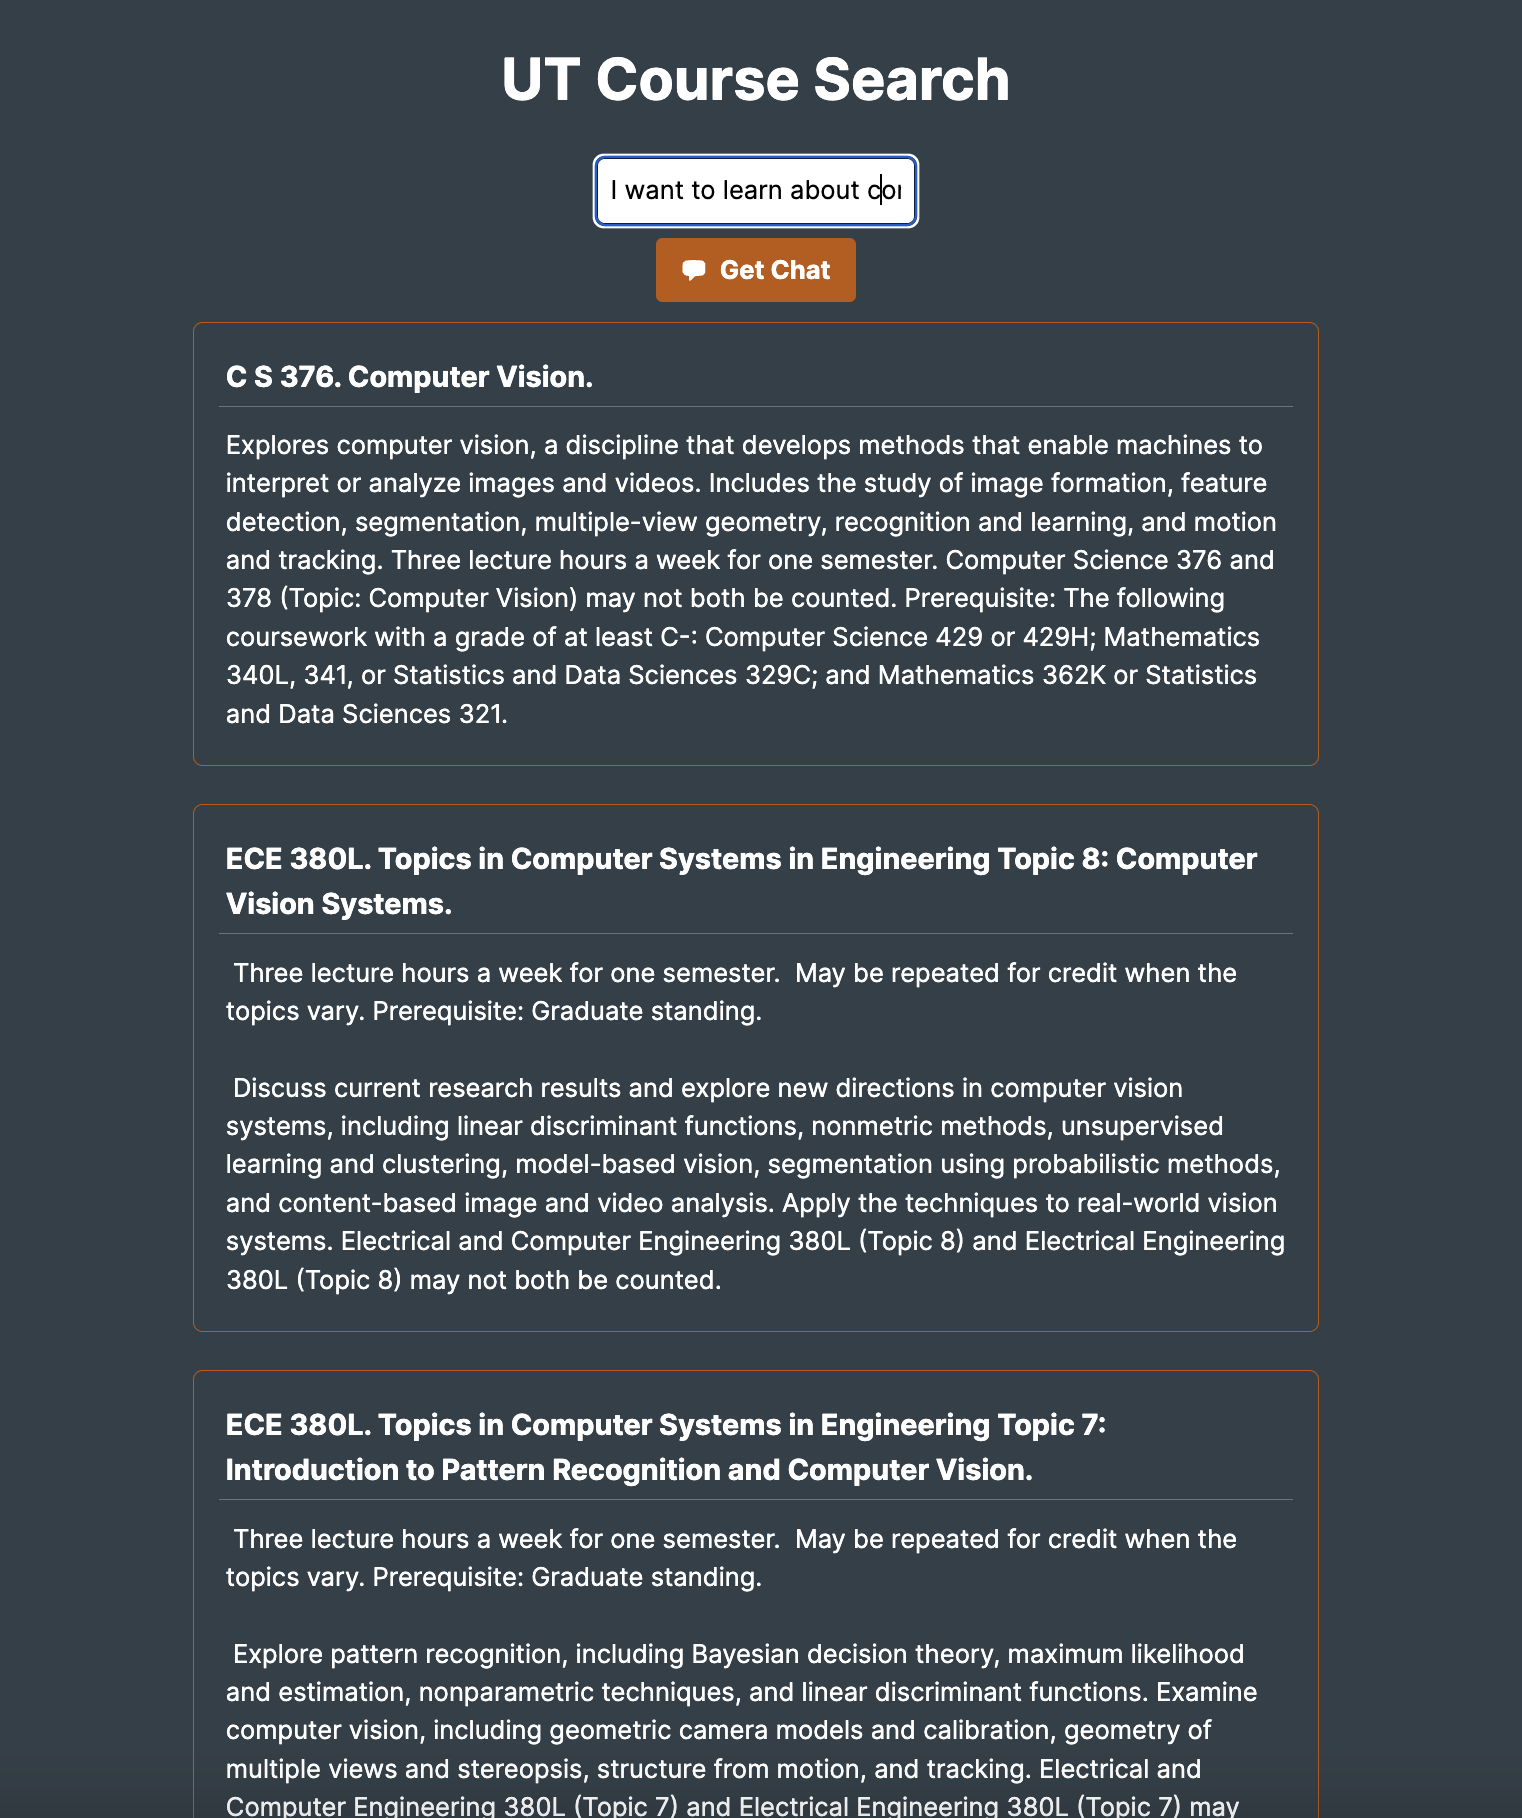 UT Course Search
I want to learn about
Get Chat
C S 376. Computer Vision.
Explores computer vision, a discipline that develops methods that enable machines to
interpret or analyze images and videos. Includes the study of image formation, feature
detection, segmentation, multiple-view geometry, recognition and learning, and motion
and tracking. Three lecture hours a week for one semester. Computer Science 376 and
378 (Topic: Computer Vision) may not both be counted. Prerequisite: The following
coursework with a grade of at least C-: Computer Science 429 or 429H; Mathematics
340L, 341, or Statistics and Data Sciences 329C; and Mathematics 362K or Statistics
and Data Sciences 321.
ECE 380L. Topics in Computer Systems in Engineering Topic 8: Computer
Vision Systems.
Three lecture hours a week for one semester.  May be repeated for credit when the
topics vary. Prerequisite: Graduate standing.
Discuss current research results and explore new directions in computer vision
systems, including linear discriminant functions, nonmetric methods, unsupervised
learning and clustering, model-based vision, segmentation using probabilistic methods,
and content-based image and video analysis. Apply the techniques to real-world vision
systems. Electrical and Computer Engineering 380L (Topic 8) and Electrical Engineering
380L (Topic 8) may not both be counted.
ECE 380L. Topics in Computer Systems in Engineering Topic 7:
Introduction to Pattern Recognition and Computer Vision.
Three lecture hours a week for one semester.  May be repeated for credit when the
topics vary. Prerequisite: Graduate standing.
Explore pattern recognition, including Bayesian decision theory, maximum likelihood
and estimation, nonparametric techniques, and linear discriminant functions. Examine
computer vision, including geometric camera models and calibration, geometry of
multiple views and stereopsis, structure from motion, and tracking. Electrical and
Computer Engineering 380L (Topic 7) and Electrical Engineering 380L (Topic 7) may